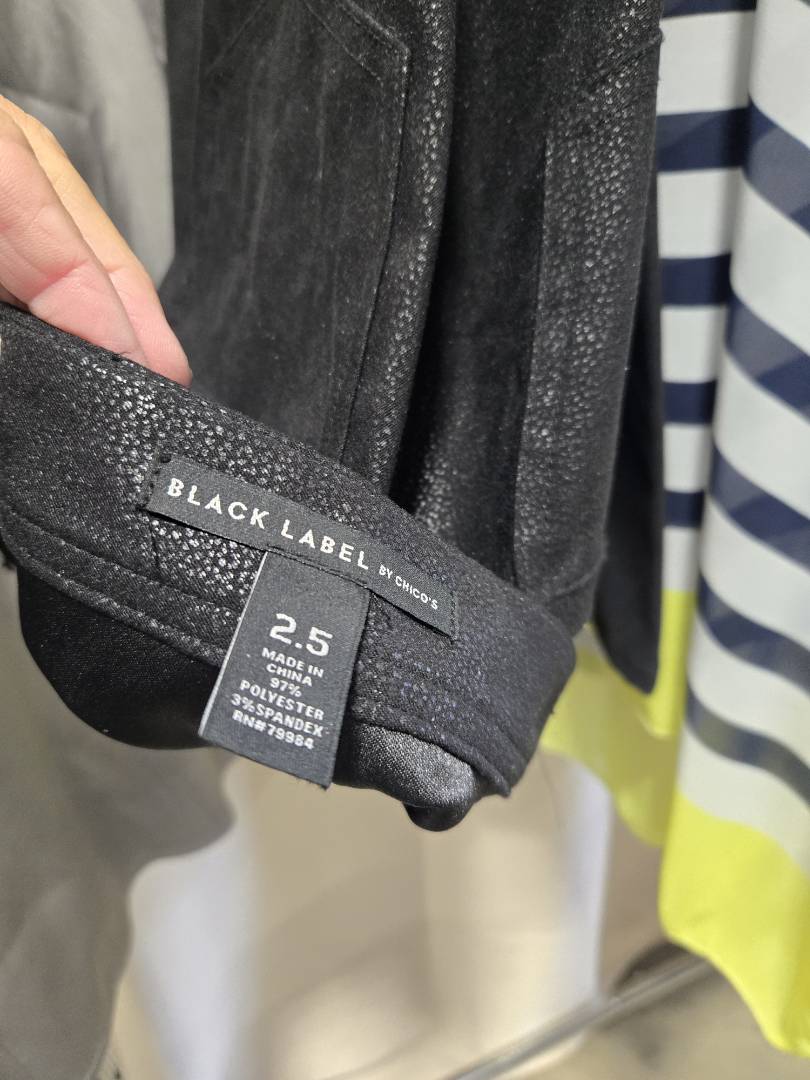 BLACK LABEL BY CHICO'S
2.5
MADE IN
CHINA
97%
POLYESTER
3% SPANDEX
RN#79984